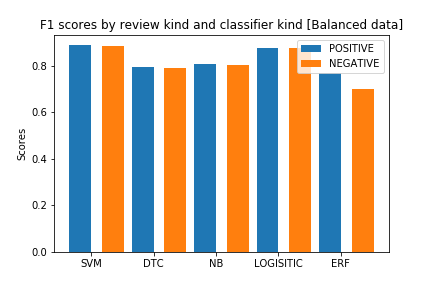 F1 scores by review kind and classifier kind [Balanced data]
POSITIVE
NEGATIVE
Scores
0.8
0.6
0.4
0.2
0.0
SVM DTC NB LOGISITIC ERF